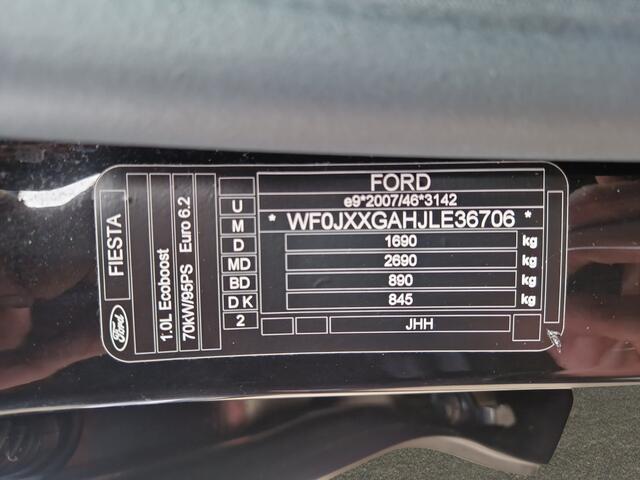 FORD
e9*2007/46*3142
* WF0JXXGAHJLE36706 *
1690 kg
2690 kg
890 kg
845 kg
JHH
U
M
D
MD
BD
D K
2
FIESTA
1.0L Ecoboost
70kW/95PS Euro 6.2
Ford